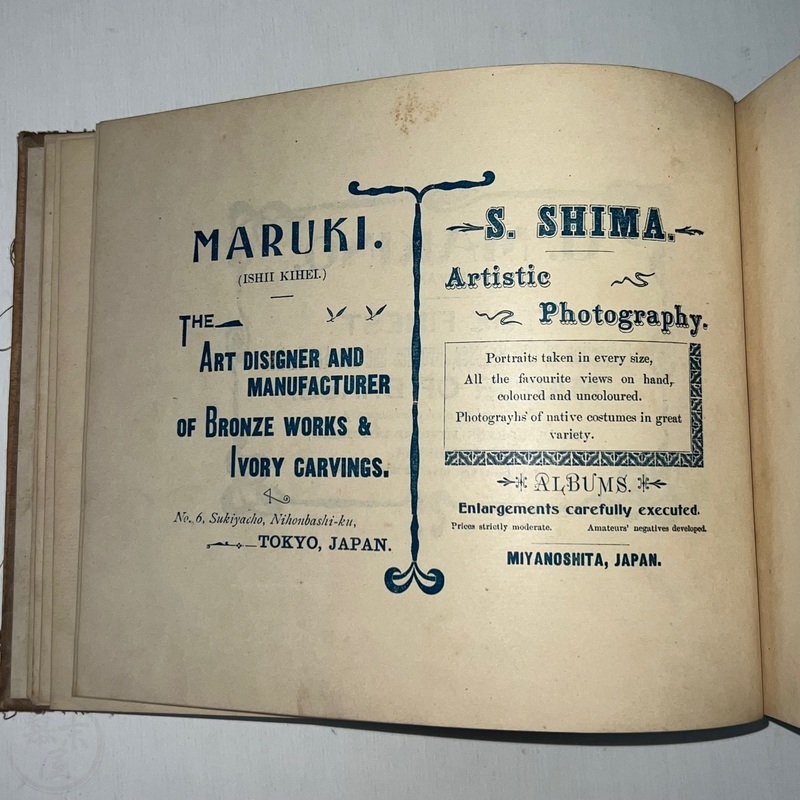 MARUKI.
(ISHII KIHEI.)
THE
ART DISIGNER AND
MANUFACTURER
OF BRONZE WORKS &
IVORY CARVINGS.
No. 6, Sukiyacho, Nihonbashi-ku,
TOKYO, JAPAN.
S. SHIMA.
Artistic
Photography.
Portraits taken in every size,
All the favourite views on hand,
coloured and uncoloured.
Photograyhs of native costumes in great
variety.
ALBUMS.
Enlargements carefully executed.
Prices strictly moderate. Amateurs' negatives developed.
MIYANOSHITA, JAPAN.